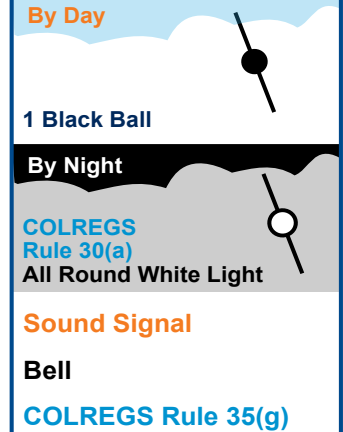 By Day
1 Black Ball
By Night
COLREGS
Rule 30(a)
All Round White Light
Sound Signal
Bell
COLREGS Rule 35(g)